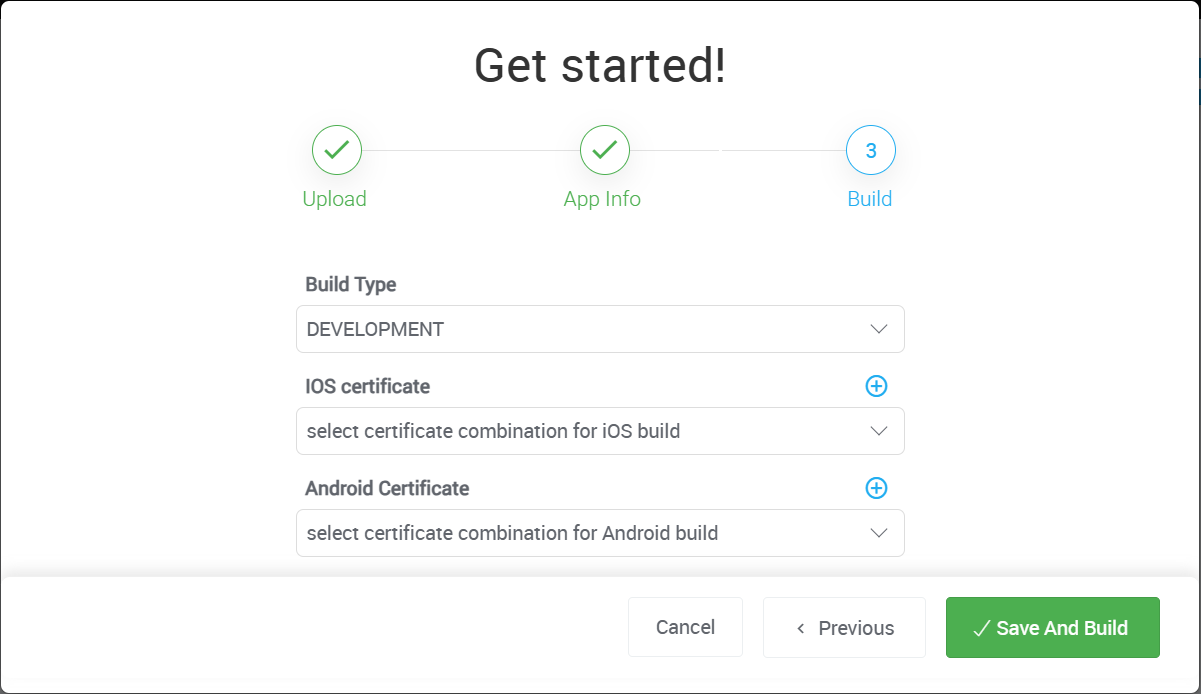 Get started!
3
Upload
App Info
Build
Build Type
DEVELOPMENT
IOS certificate
select certificate combination for iOS build
Android Certificate
select certificate combination for Android build
Cancel
Previous
Save And Build